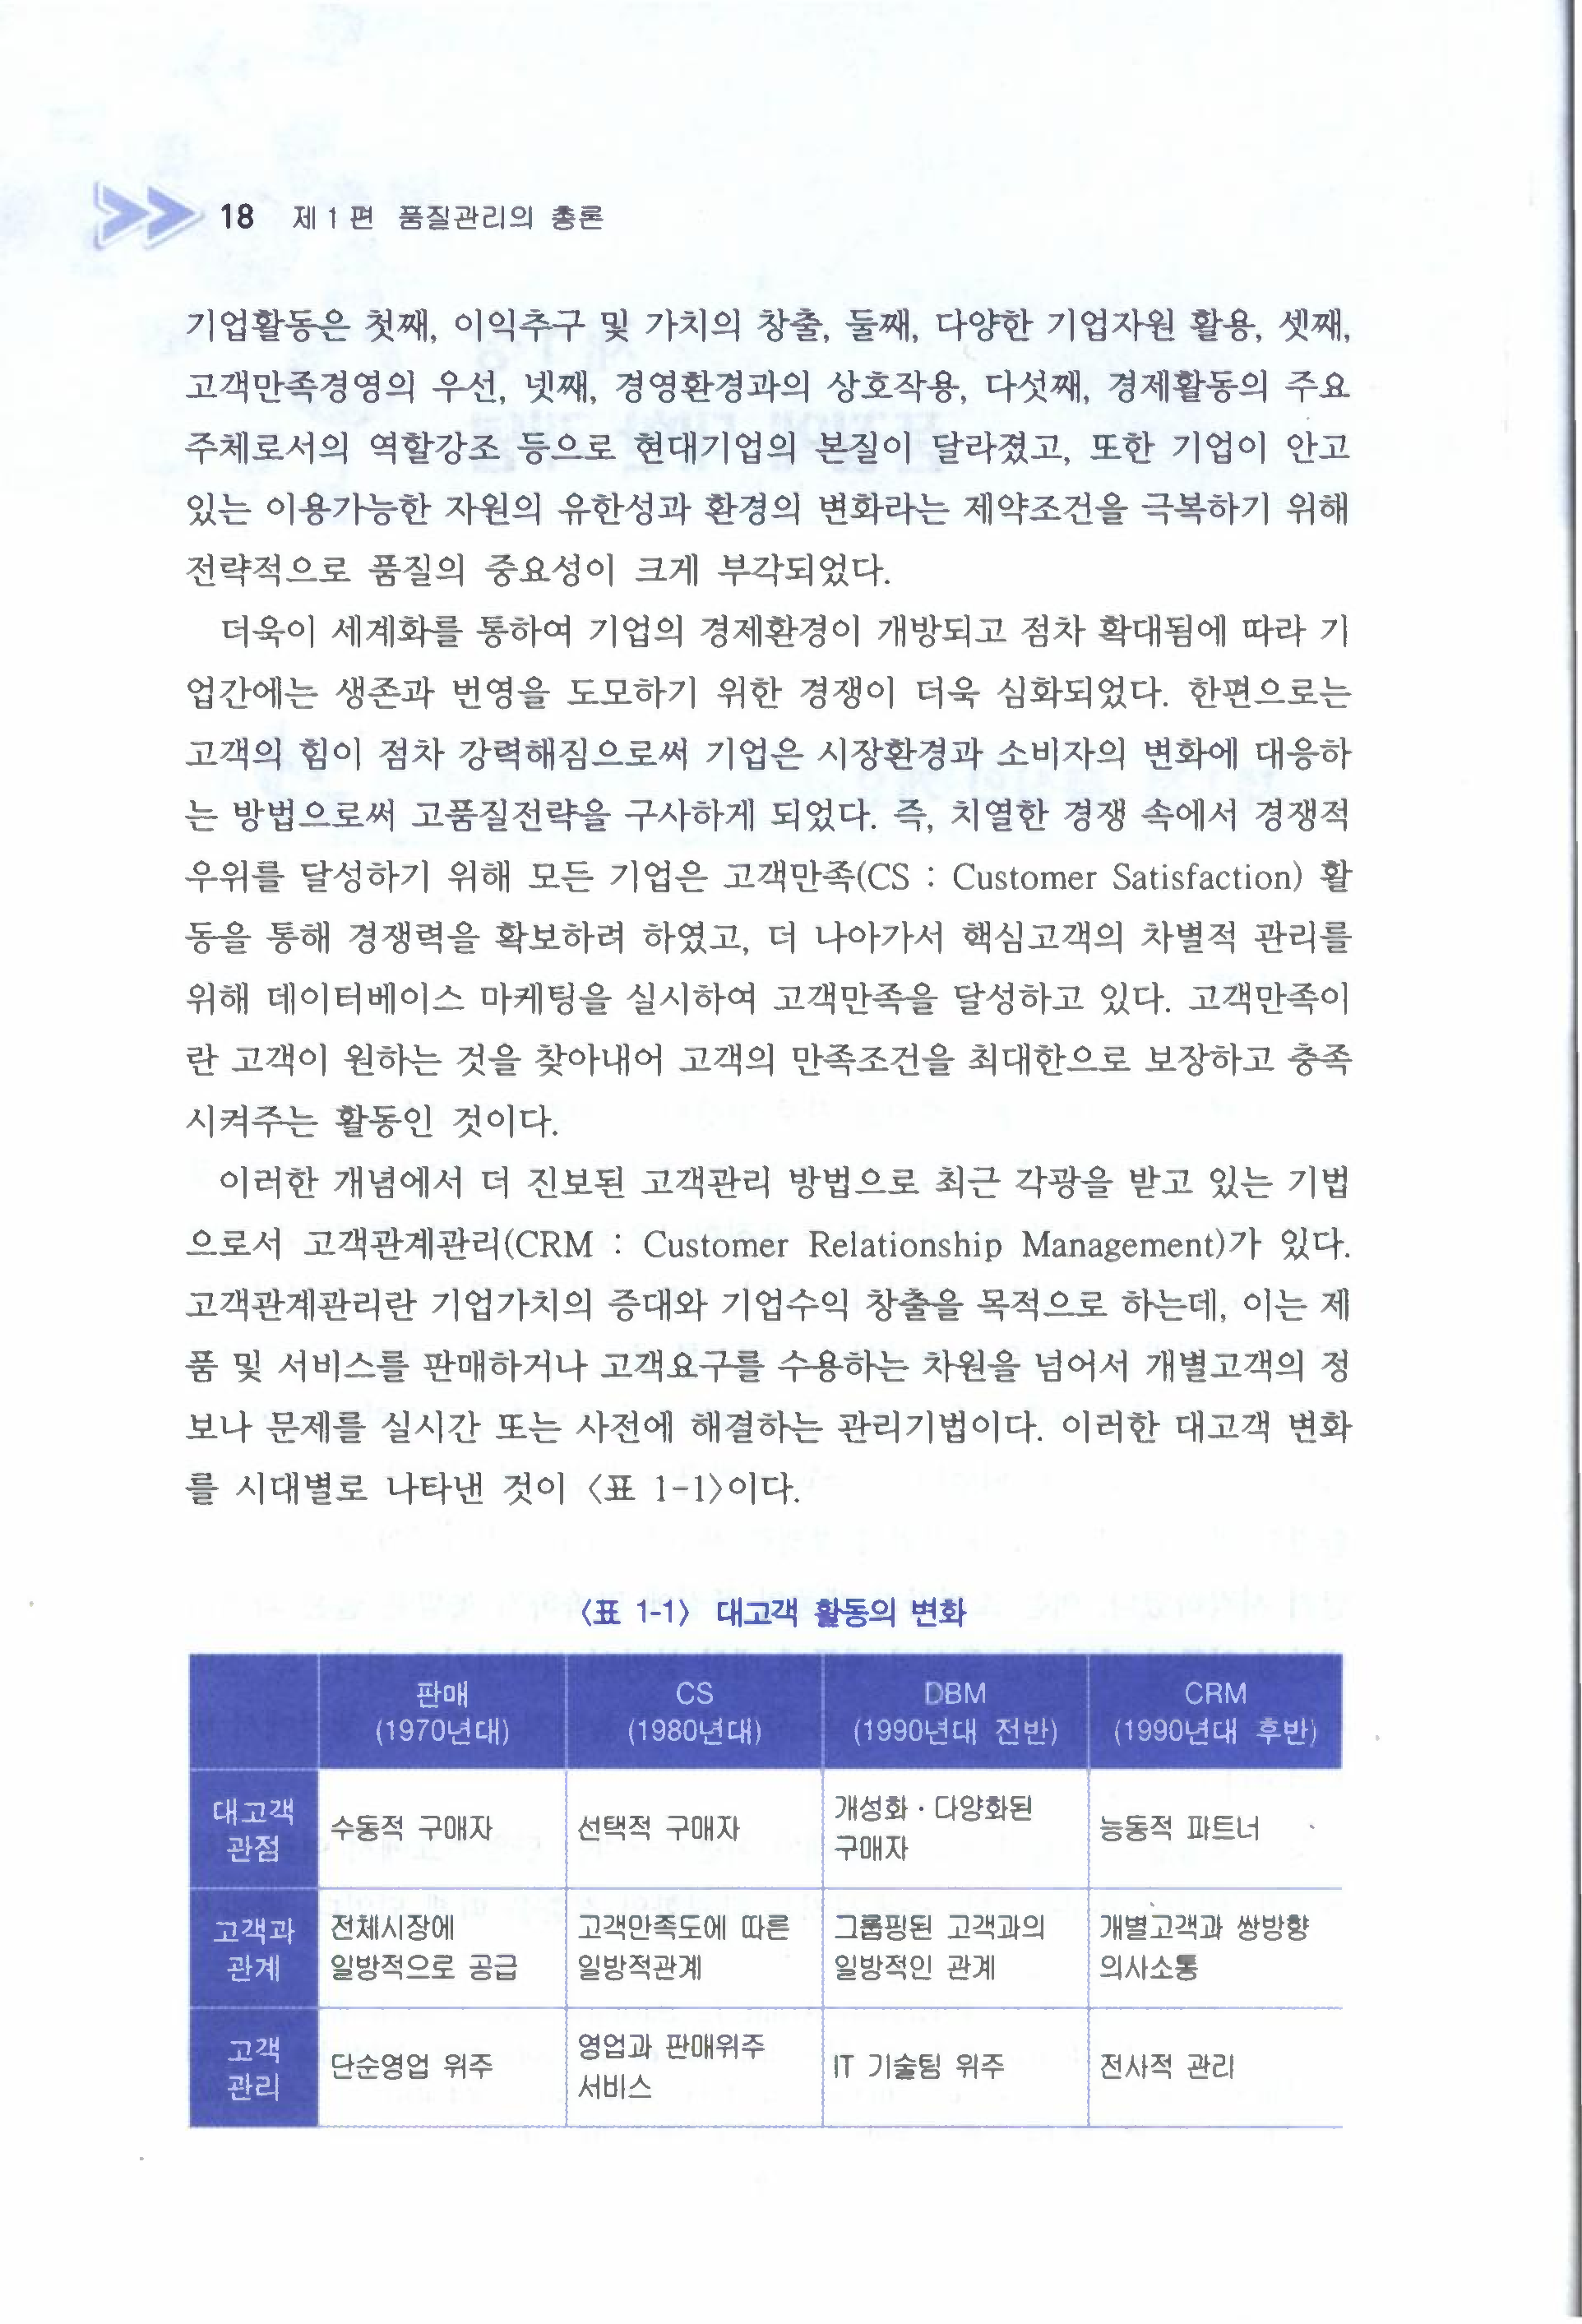 18 제 1 편 품질관리의 총론
기업활동은 첫째, 이익추구 및 가치의 창출, 둘째, 다양한 기업자원 활용, 셋째,
고객만족경영의 우선, 넷째, 경영환경과의 상호작용, 다섯째, 경제활동의 주요
주체로서의 역할강조 등으로 현대기업의 본질이 달라졌고, 또한 기업이 안고
있는 이용가능한 자원의 유한성과 환경의 변화라는 제약조건을 극복하기 위해
전략적으로 품질의 중요성이 크게 부각되었다.
더욱이 세계화를 통하여 기업의 경제환경이 개방되고 점차 확대됨에 따라 기
업간에는 생존과 번영을 도모하기 위한 경쟁이 더욱 심화되었다. 한편으로는
고객의 힘이 점차 강력해짐으로써 기업은 시장환경과 소비자의 변화에 대응하
는 방법으로써 고품질전략을 구사하게 되었다. 즉, 치열한 경쟁 속에서 경쟁적
우위를 달성하기 위해 모든 기업은 고객만족(CS : Customer Satisfaction) 활
동을 통해 경쟁력을 확보하려 하였고, 더 나아가서 핵심고객의 차별적 관리를
위해 데이터베이스 마케팅을 실시하여 고객만족을 달성하고 있다. 고객만족이
란 고객이 원하는 것을 찾아내어 고객의 만족조건을 최대한으로 보장하고 충족
시켜주는 활동인 것이다.
이러한 개념에서 더 진보된 고객관리 방법으로 최근 각광을 받고 있는 기법
으로서 고객관계관리(CRM : Customer Relationship Management)가 있다.
고객관계관리란 기업가치의 증대와 기업수익 창출을 목적으로 하는데, 이는 제
품 및 서비스를 판매하거나 고객요구를 수용하는 차원을 넘어서 개별고객의 정
보나 문제를 실시간 또는 사전에 해결하는 관리기법이다. 이러한 대고객 변화
를 시대별로 나타낸 것이 〈표 1-1〉이다.
〈표 1-1〉 대고객 활동의 변화
판매 CS DBM CRM
(1970년대) (1980년대) (1990년대 전반) (1990년대 후반)
대고객 관점 수동적 구매자 선택적 구매자 개성화·다양화된 구매자 능동적 파트너
고객과 관계 전체시장에 일방적으로 공급 고객만족도에 따른 일방적관계 그룹핑된 고객과의 일방적인 관계 개별고객과 쌍방향 의사소통
고객 관리 단순영업 위주 영업과 판매위주 서비스 IT 기술팀 위주 전사적 관리